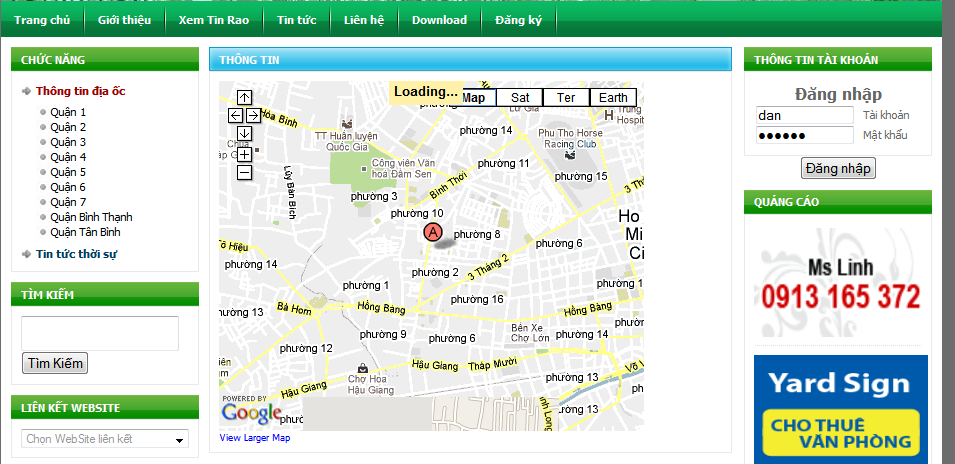 Trang chủ Giới thiệu Xem Tin Rao Tin tức Liên hệ Download Đăng ký
CHỨC NĂNG
Thông tin địa ốc
Quận 1
Quận 2
Quận 3
Quận 4
Quận 5
Quận 6
Quận 7
Quận Bình Thạnh
Quận Tân Bình
Tin tức thời sự
TÌM KIẾM
Tìm Kiếm
LIÊN KẾT WEBSITE
Chọn WebSite liên kết
THÔNG TIN
Loading...
Map Sat Ter Earth
Hòa Bình
phường 14
TT Huấn luyện
Quốc Gia
Phu Tho Horse
Racing Club
Hospit
Công viên Văn
hoá Đầm Sen
phường 11
phường 15
Lũy Bán Bích
Bình Thới
phường 3
3 Thán
phường 10
A
phường 8
phường 6
Ho
Mi
Cit
Tô Hiệu
phường 14
phường 2
3 Tháng 2
phường 16
Bà Hom
Hồng Bàng
Hồng Bàng
phường 9
phường 6
Bến Xe
Chợ Lớn
phường 14
phường 12
Hậu Giang
Tháp Mười
Chợ Hoa
Hậu Giang
phường 13
Hậu Giang
phường 13
POWERED BY
Google
View Larger Map
THÔNG TIN TÀI KHOẢN
Đăng nhập
dan Tài khoản
Mật khẩu
Đăng nhập
QUẢNG CÁO
Ms Linh
0913 165 372
Yard Sign
CHO THUÊ
VĂN PHÒNG